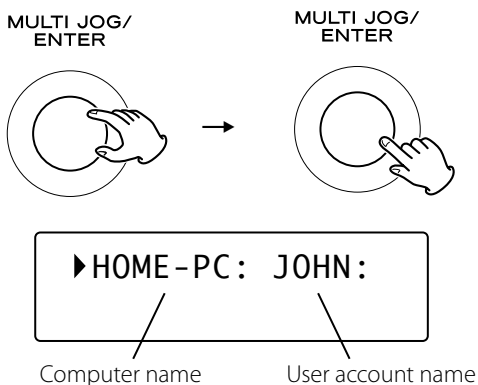 MULTI JOG/
ENTER
MULTI JOG/
ENTER
HOME-PC: JOHN:
Computer name
User account name